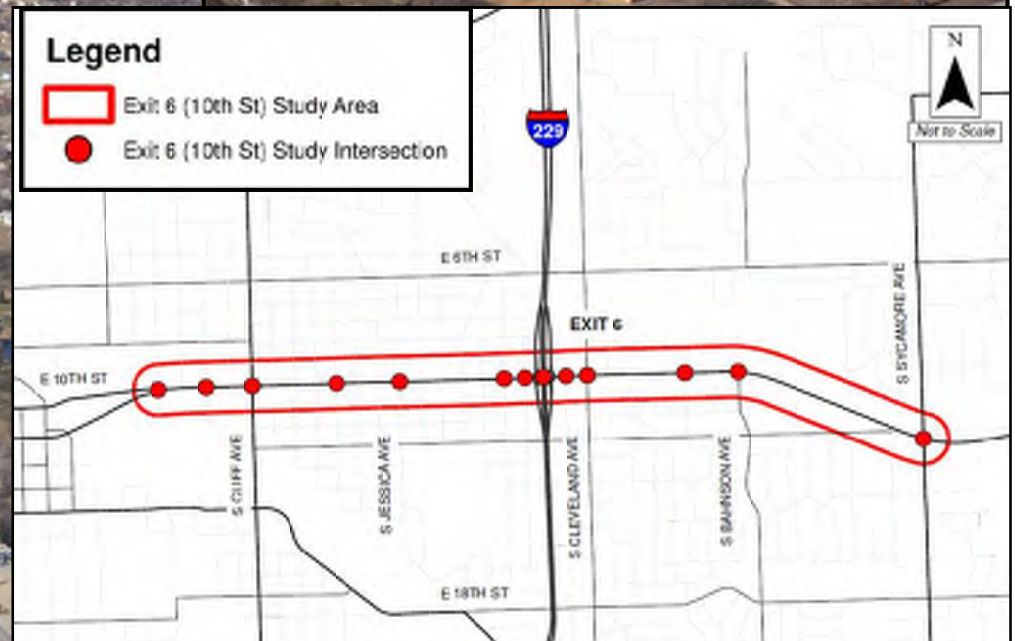 Legend
Exit 6 (10th St) Study Area
Exit 6 (10th St) Study Intersection
N
Not to Scale
229
E 6TH ST
EXIT 6
S SYCAMORE AVE
E 10TH ST
S CLIFF AVE
S JESSICA AVE
S CLEVELAND AVE
S BAHNSON AVE
E 18TH ST